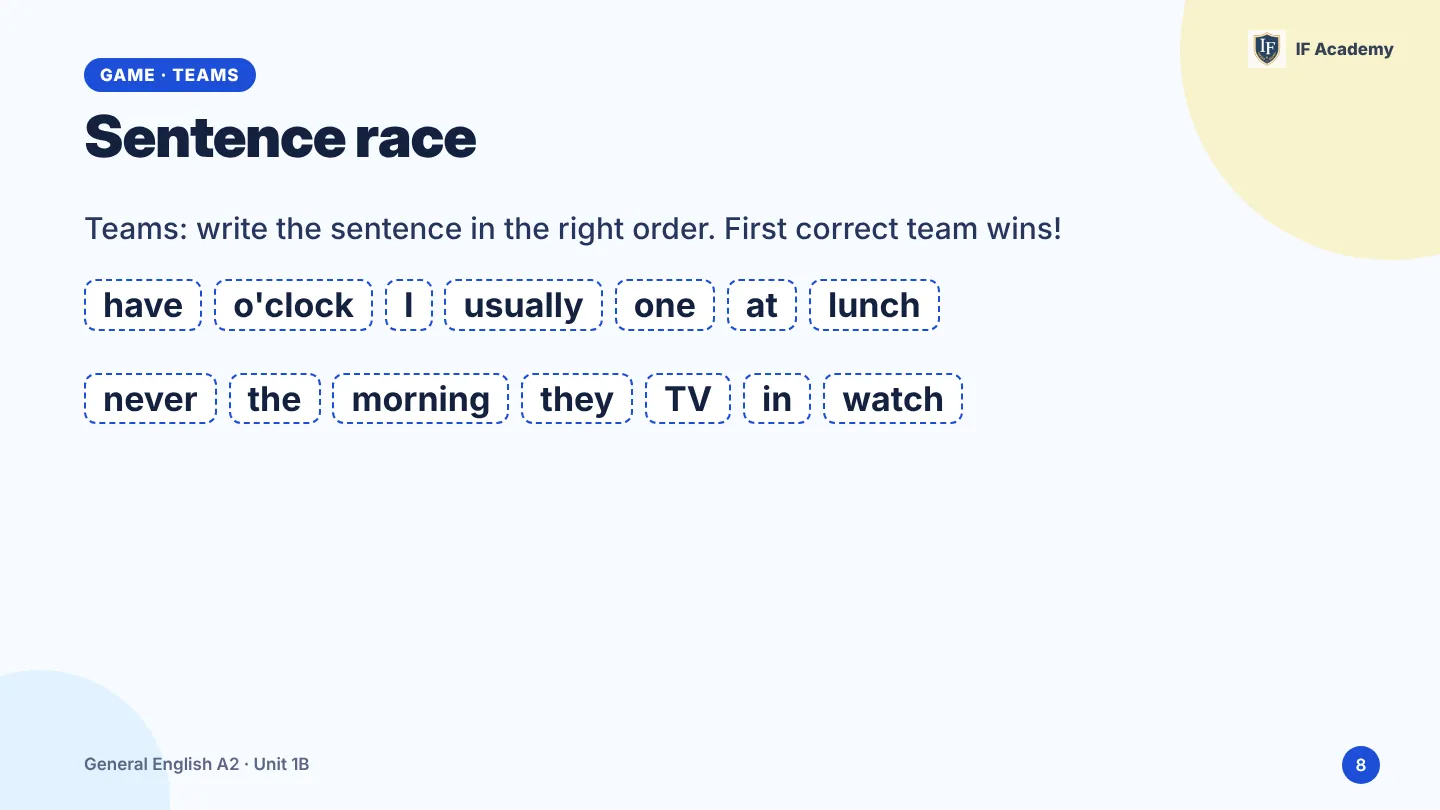 IF
IF Academy
GAME · TEAMS
Sentence race
Teams: write the sentence in the right order. First correct team wins!
have o'clock I usually one at lunch
never the morning they TV in watch
General English A2 · Unit 1B
8